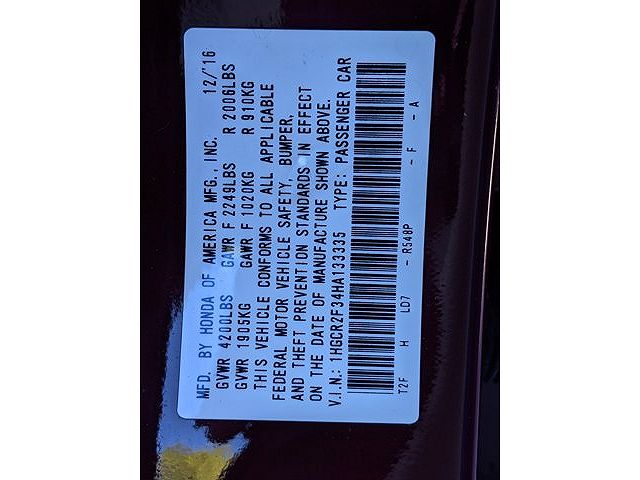 MFD. BY HONDA OF AMERICA MFG., INC. 12/'16
GVWR 4200LBS GAWR F 2249LBS R 2006LBS
GVWR 1905KG GAWR F 1020KG R 910KG
THIS VEHICLE CONFORMS TO ALL APPLICABLE
FEDERAL MOTOR VEHICLE SAFETY, BUMPER,
AND THEFT PREVENTION STANDARDS IN EFFECT
ON THE DATE OF MANUFACTURE SHOWN ABOVE.
V.I.N.: 1HGCR2F34HA133335 TYPE: PASSENGER CAR
T2F H LD7 - R548P - F - A